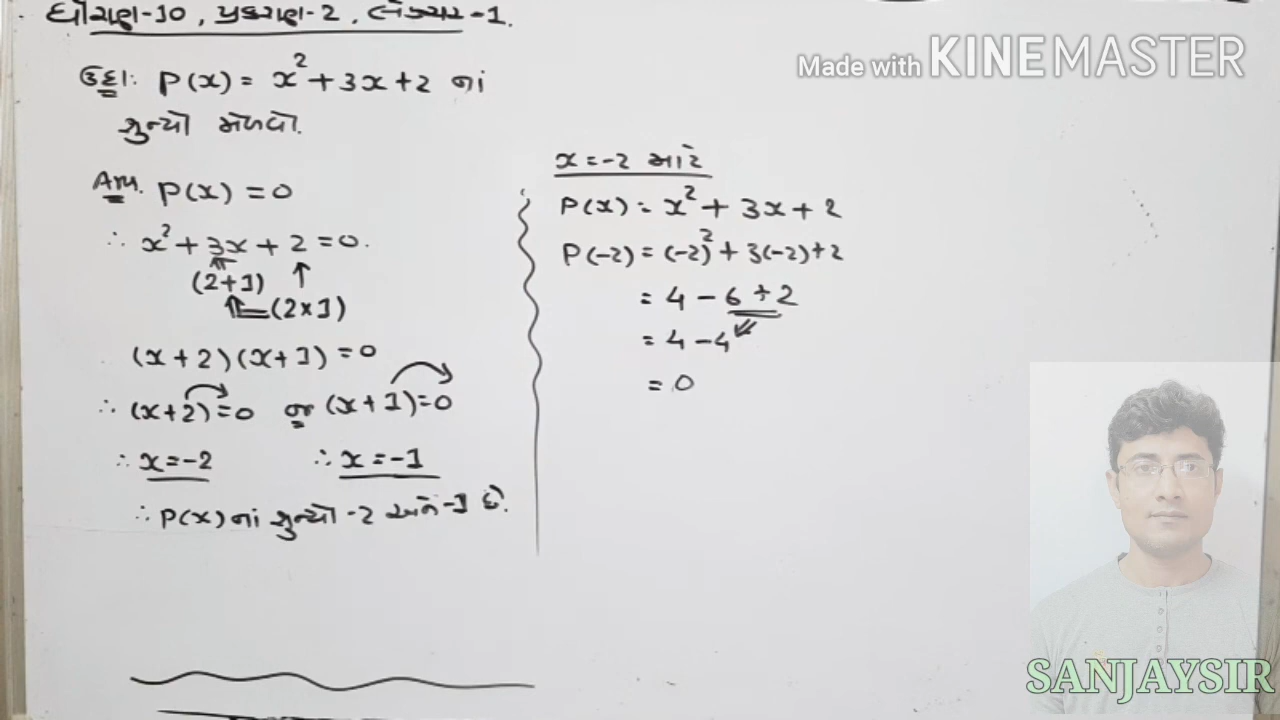 ધોરણ-10, પ્રકરણ-2, લેક્ચર-1.
Made with KINEMASTER
ઉદા: P(x) = x² + 3x + 2 નાં
શુન્યો મેળવો.
Ans. P(x) = 0
∴ x² + 3x + 2 = 0.
(2+1)
(2×1)
(x+2)(x+1) = 0
∴ (x+2) = 0 અથવા (x+1) = 0
∴ x = -2 ∴ x = -1
∴ P(x) નાં શુન્યો -2 અને -1 છે.
x = -2 માટે
P(x) = x² + 3x + 2
P(-2) = (-2)² + 3(-2) + 2
= 4 - 6 + 2
= 4 - 4
= 0
SANJAYSIR